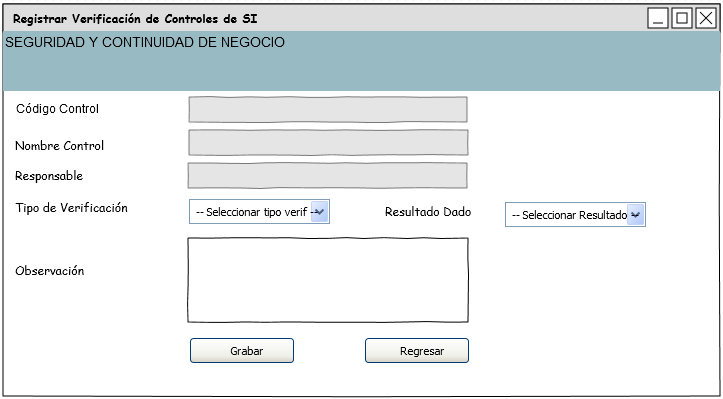 Registrar Verificación de Controles de SI
SEGURIDAD Y CONTINUIDAD DE NEGOCIO
Código Control
Nombre Control
Responsable
Tipo de Verificación
-- Seleccionar tipo verif --
Resultado Dado
-- Seleccionar Resultado --
Observación
Grabar
Regresar